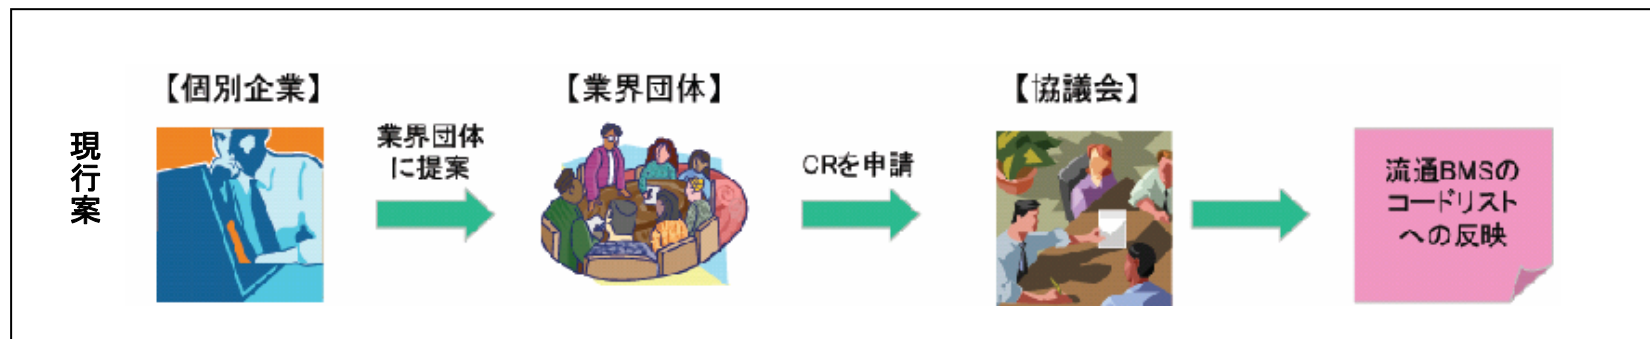 現行案
【個別企業】
業界団体
に提案
【業界団体】
CRを申請
【協議会】
流通BMSの
コードリスト
への反映